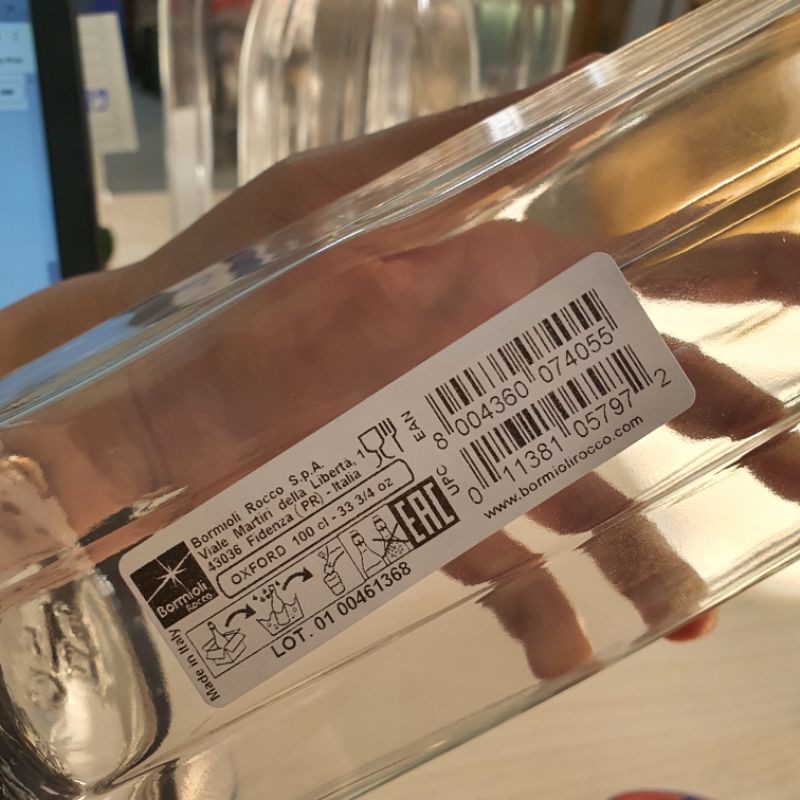 Bormioli Rocco S.p.A.
Viale Martiri della Libertà, 1
43036 Fidenza (PR) - Italia
OXFORD 100 cl - 33 3/4 oz
Bormioli
Rocco
Made in Italy
LOT. 01 00461368
EAC
EAN
8 004360 074055
UPC
0 11381 05797 2
www.bormiolirocco.com